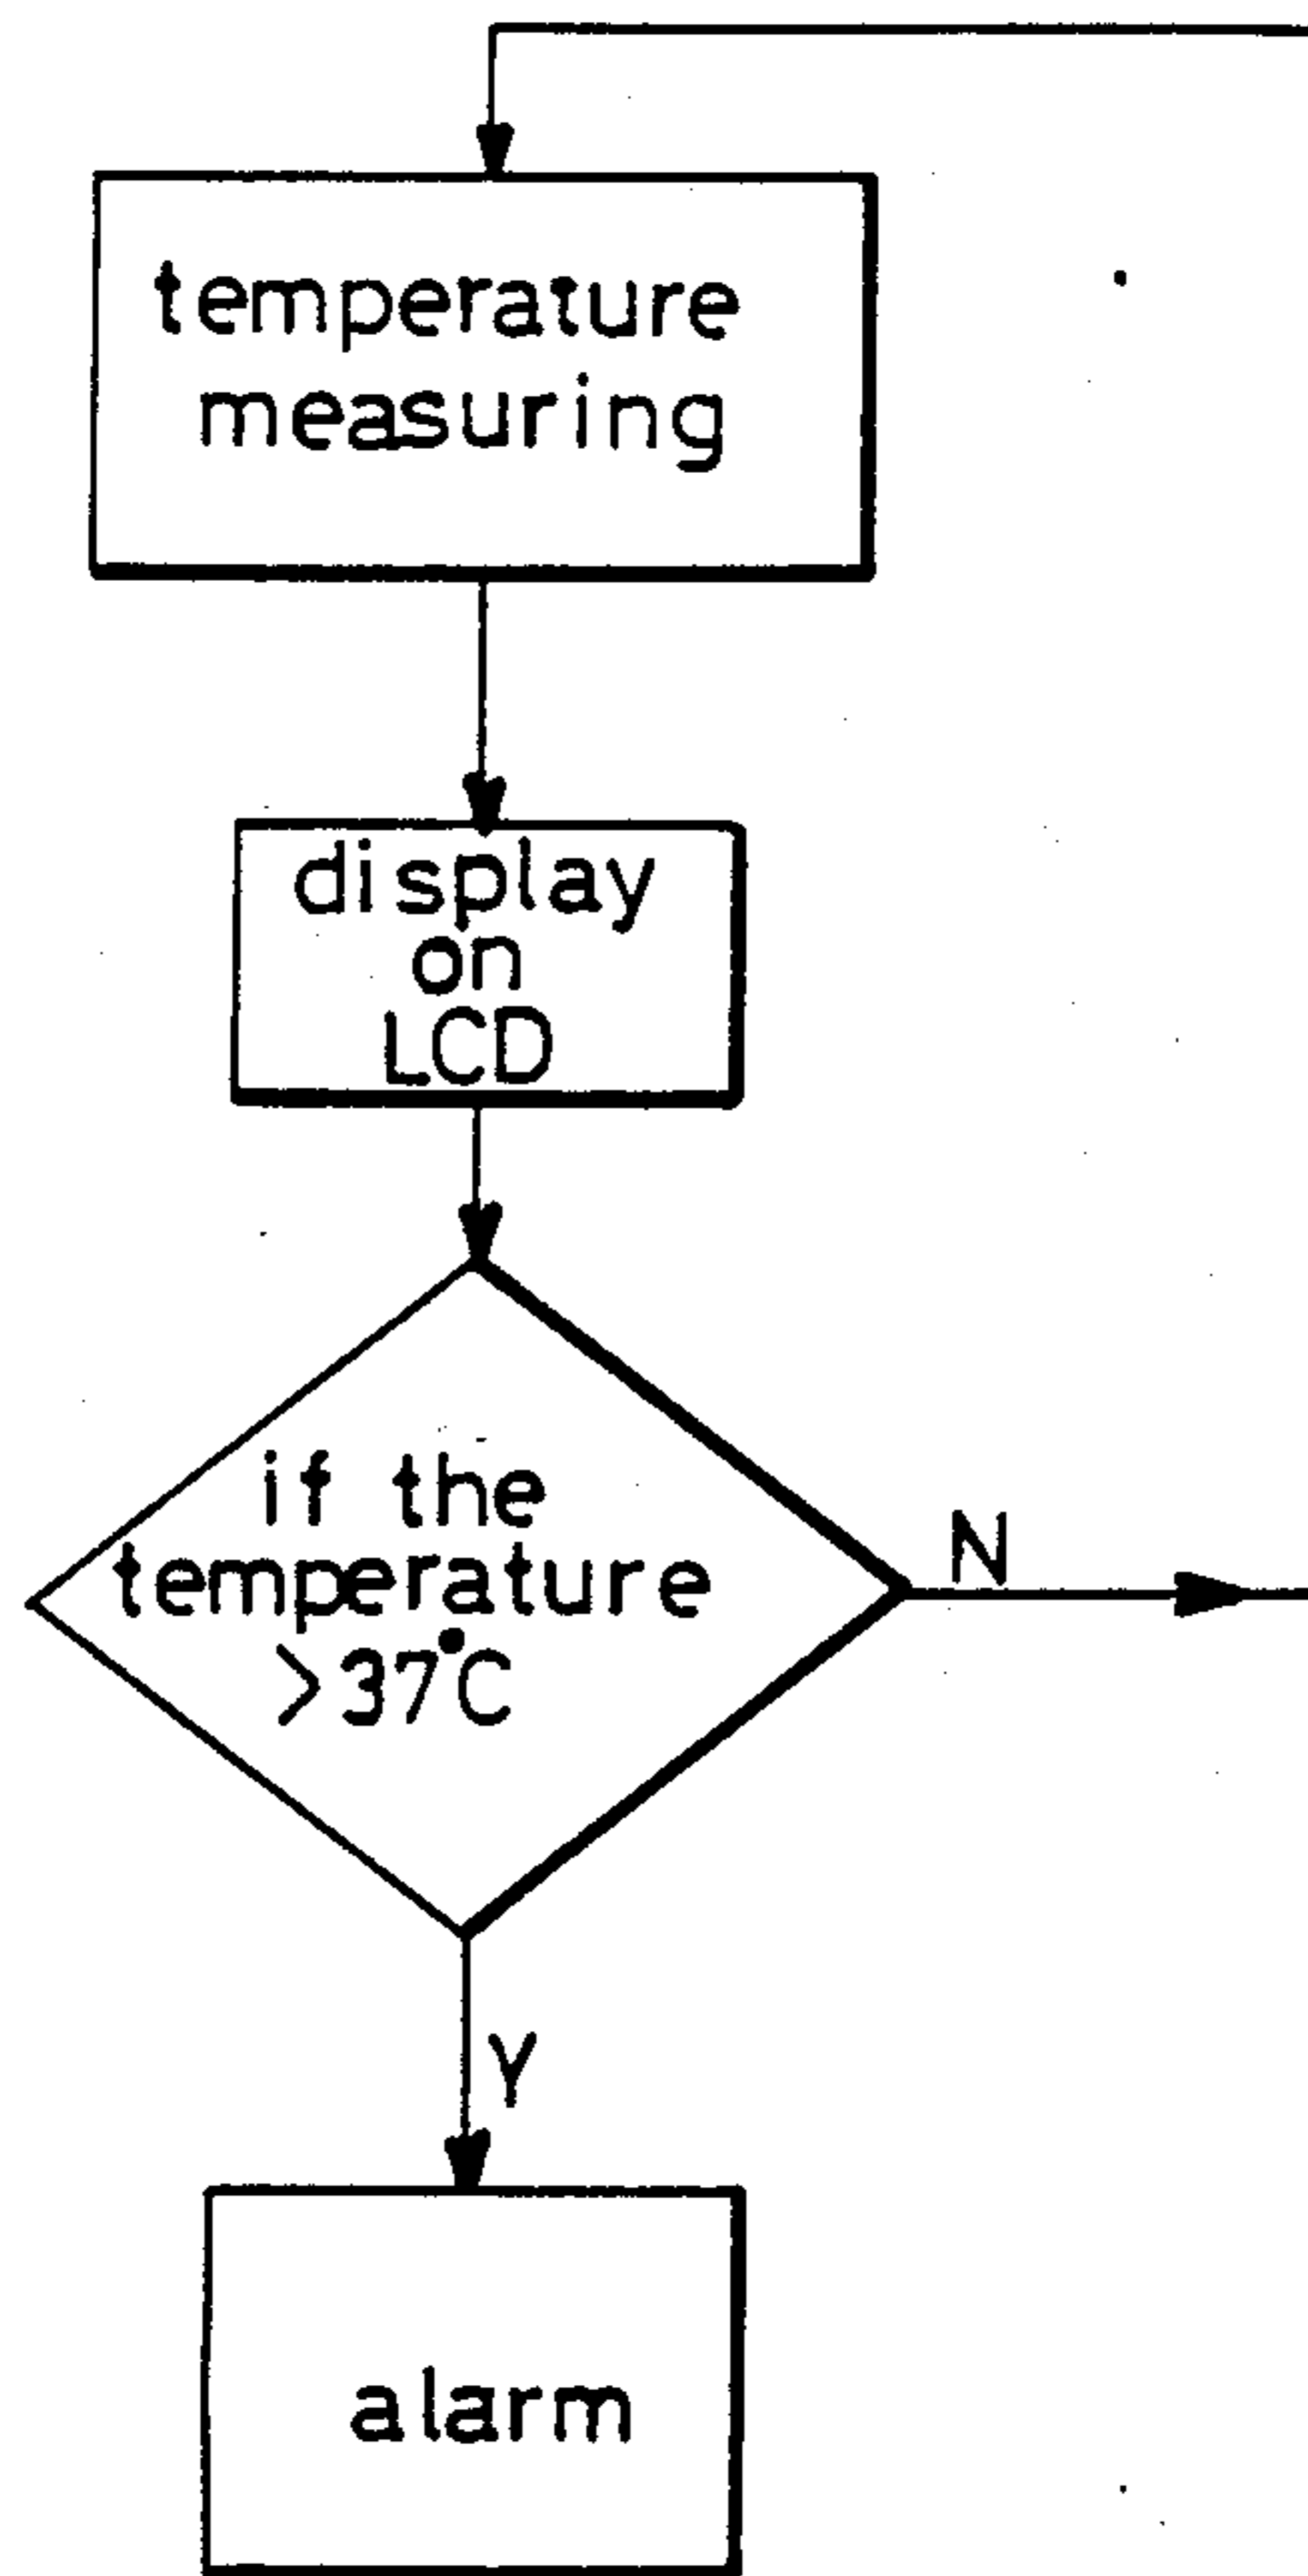 temperature
measuring
display
on
LCD
if the
temperature
>37°C
N
Y
alarm